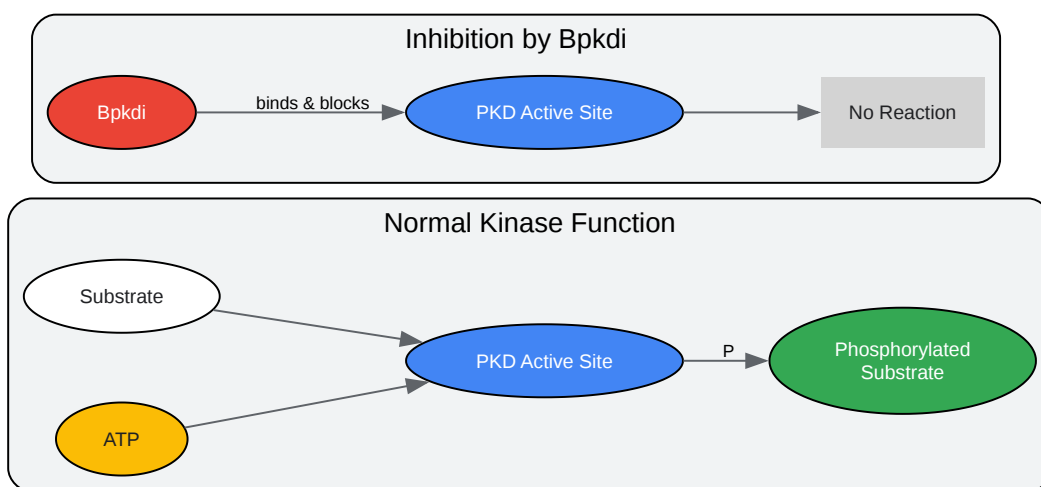 Inhibition by Bpkdi
Bpkdi
binds & blocks
PKD Active Site
No Reaction
Normal Kinase Function
Substrate
ATP
PKD Active Site
P
Phosphorylated
Substrate